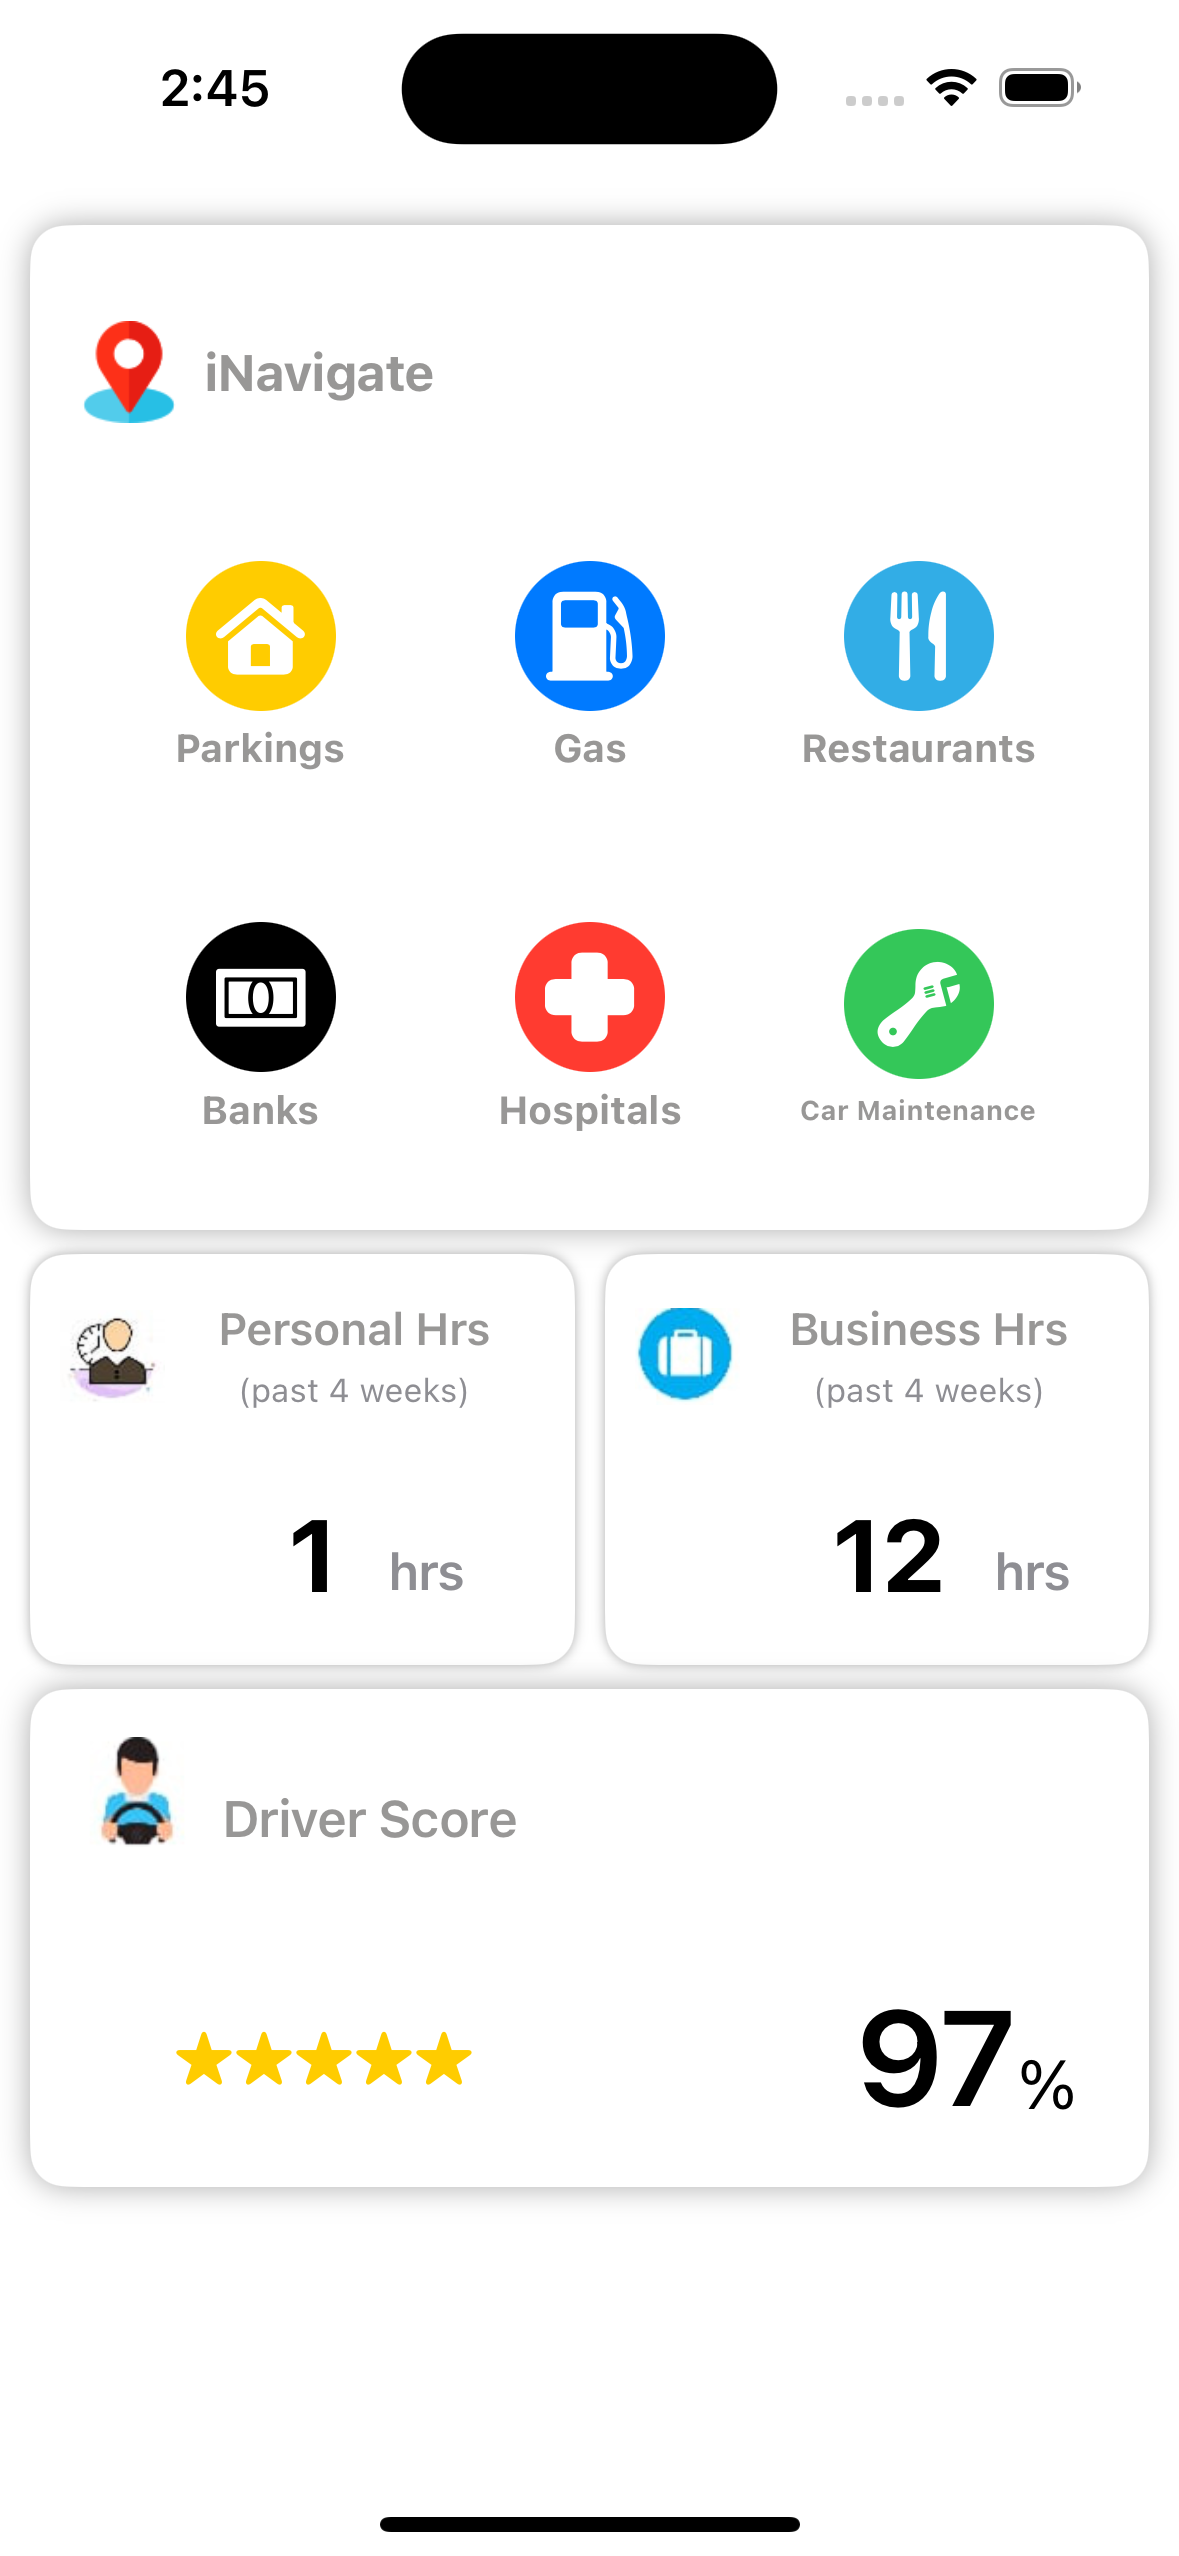 2:45
iNavigate
Parkings Gas Restaurants
Banks Hospitals Car Maintenance
Personal Hrs
(past 4 weeks)
1 hrs
Business Hrs
(past 4 weeks)
12 hrs
Driver Score
97%